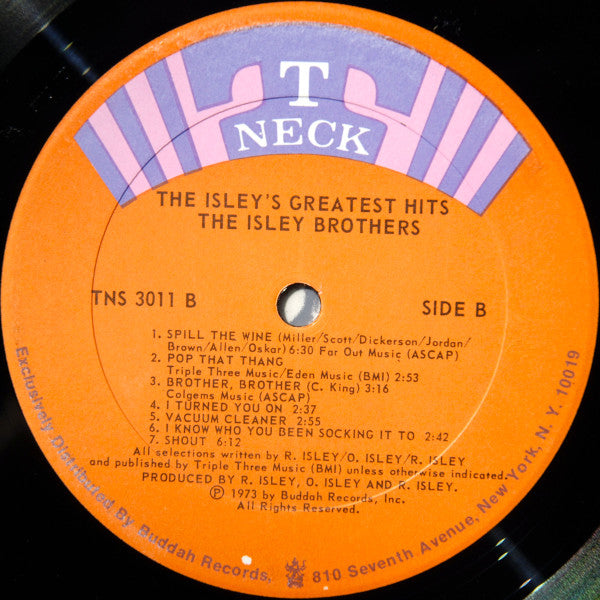 T
NECK
THE ISLEY'S GREATEST HITS
THE ISLEY BROTHERS
TNS 3011 B
SIDE B
1. SPILL THE WINE (Miller/Scott/Dickerson/Jordan/
Brown/Allen/Oskar) 6:30 Far Out Music (ASCAP)
2. POP THAT THANG
Triple Three Music/Eden Music (BMI) 2:53
3. BROTHER, BROTHER (C. King) 3:16
Colgems Music (ASCAP)
4. I TURNED YOU ON 2:37
5. VACUUM CLEANER 2:55
6. I KNOW WHO YOU BEEN SOCKING IT TO 2:42
7. SHOUT 6:12
All selections written by R. ISLEY/O. ISLEY/R. ISLEY
and published by Triple Three Music (BMI) unless otherwise indicated.
PRODUCED BY R. ISLEY, O. ISLEY AND R. ISLEY.
Ⓟ 1973 by Buddah Records, Inc.
All Rights Reserved.
Exclusively Distributed By Buddah Records, 810 Seventh Avenue, New York, N. Y. 10019